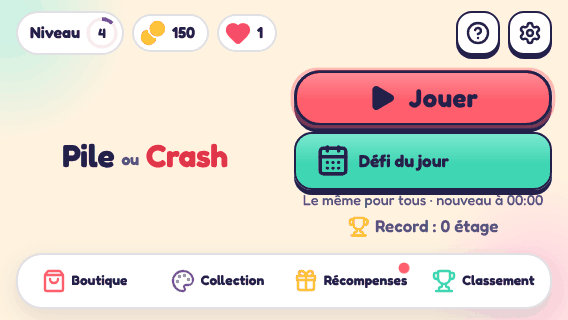 Niveau 4
150
1
Jouer
Pile ou Crash
Défi du jour
Le même pour tous · nouveau à 00:00
Record : 0 étage
Boutique
Collection
Récompenses
Classement